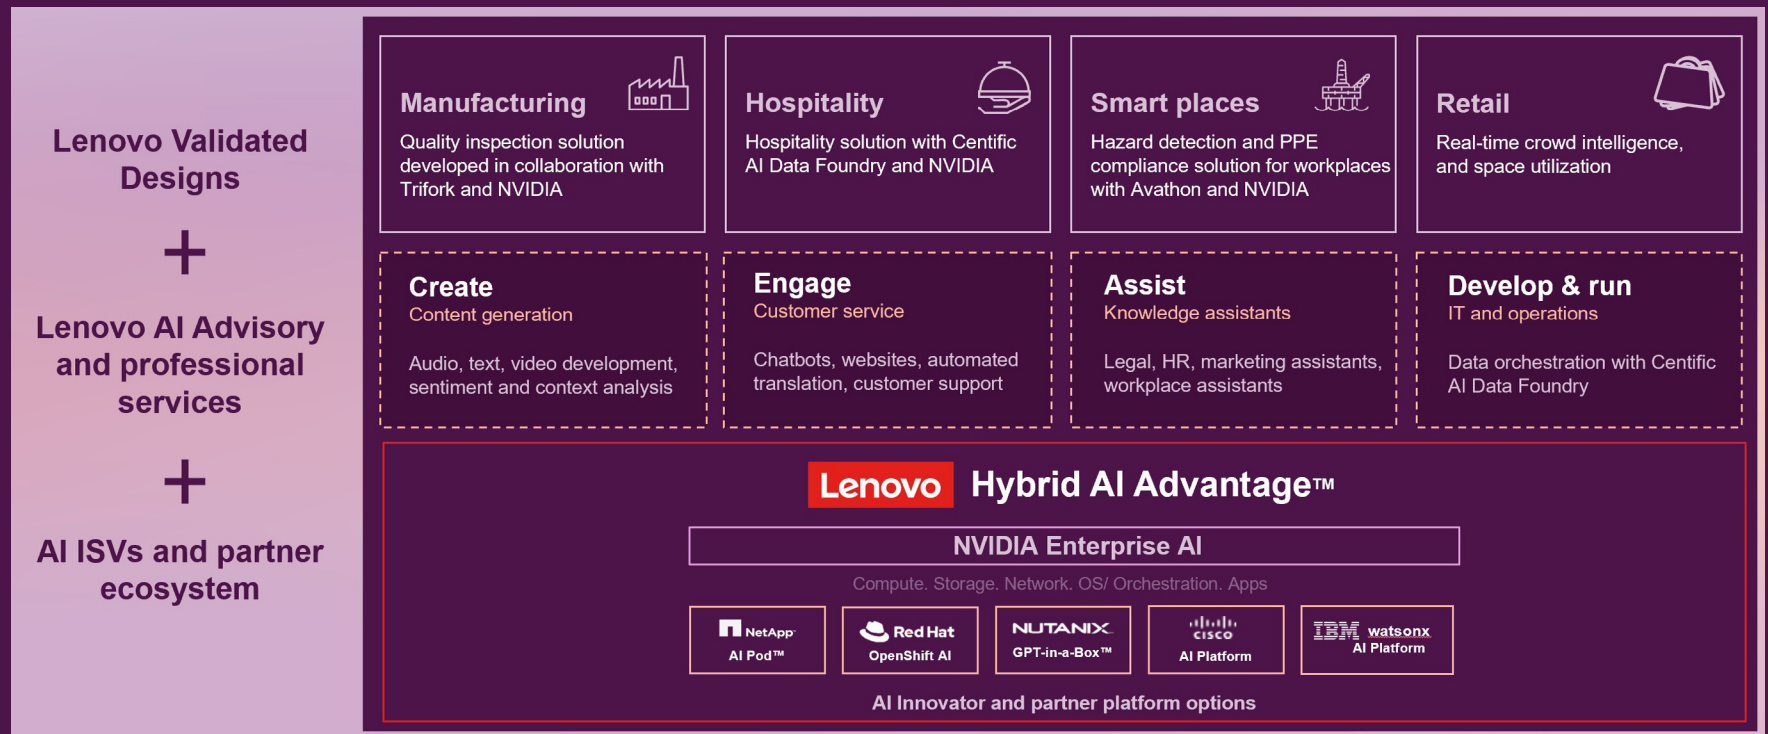 Lenovo Validated
Designs
+
Lenovo AI Advisory
and professional
services
+
AI ISVs and partner
ecosystem
Manufacturing
Quality inspection solution
developed in collaboration with
Trifork and NVIDIA
Hospitality
Hospitality solution with Centific
AI Data Foundry and NVIDIA
Smart places
Hazard detection and PPE
compliance solution for workplaces
with Avathon and NVIDIA
Retail
Real-time crowd intelligence,
and space utilization
Create
Content generation
Audio, text, video development,
sentiment and context analysis
Engage
Customer service
Chatbots, websites, automated
translation, customer support
Assist
Knowledge assistants
Legal, HR, marketing assistants,
workplace assistants
Develop & run
IT and operations
Data orchestration with Centific
AI Data Foundry
Lenovo Hybrid AI Advantage™
NVIDIA Enterprise AI
Compute. Storage. Network. OS/ Orchestration. Apps
NetApp
AI Pod™
Red Hat
OpenShift AI
NUTANIX
GPT-in-a-Box™
CISCO
AI Platform
IBM watsonx
AI Platform
AI Innovator and partner platform options